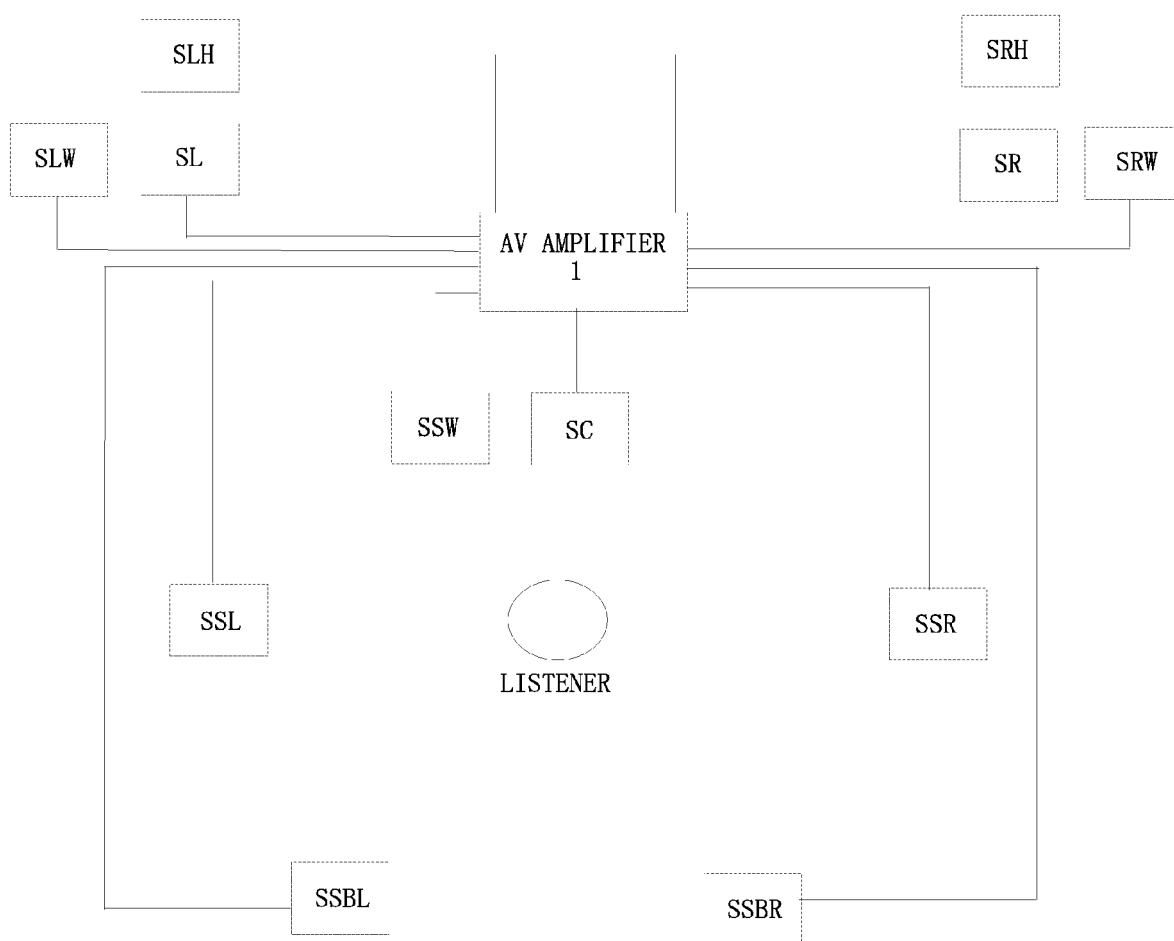 SLH
SRH
SLW
SL
SR
SRW
AV AMPLIFIER
1
SSW
SC
SSL
SSR
LISTENER
SSBL
SSBR